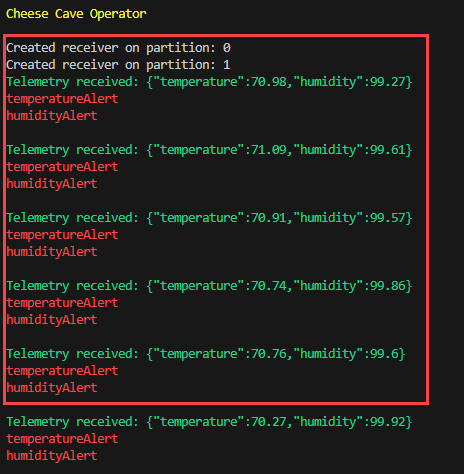 Cheese Cave Operator
Created receiver on partition: 0
Created receiver on partition: 1
Telemetry received: {"temperature":70.98,"humidity":99.27}
temperatureAlert
humidityAlert
Telemetry received: {"temperature":71.09,"humidity":99.61}
temperatureAlert
humidityAlert
Telemetry received: {"temperature":70.91,"humidity":99.57}
temperatureAlert
humidityAlert
Telemetry received: {"temperature":70.74,"humidity":99.86}
temperatureAlert
humidityAlert
Telemetry received: {"temperature":70.76,"humidity":99.6}
temperatureAlert
humidityAlert
Telemetry received: {"temperature":70.27,"humidity":99.92}
temperatureAlert
humidityAlert